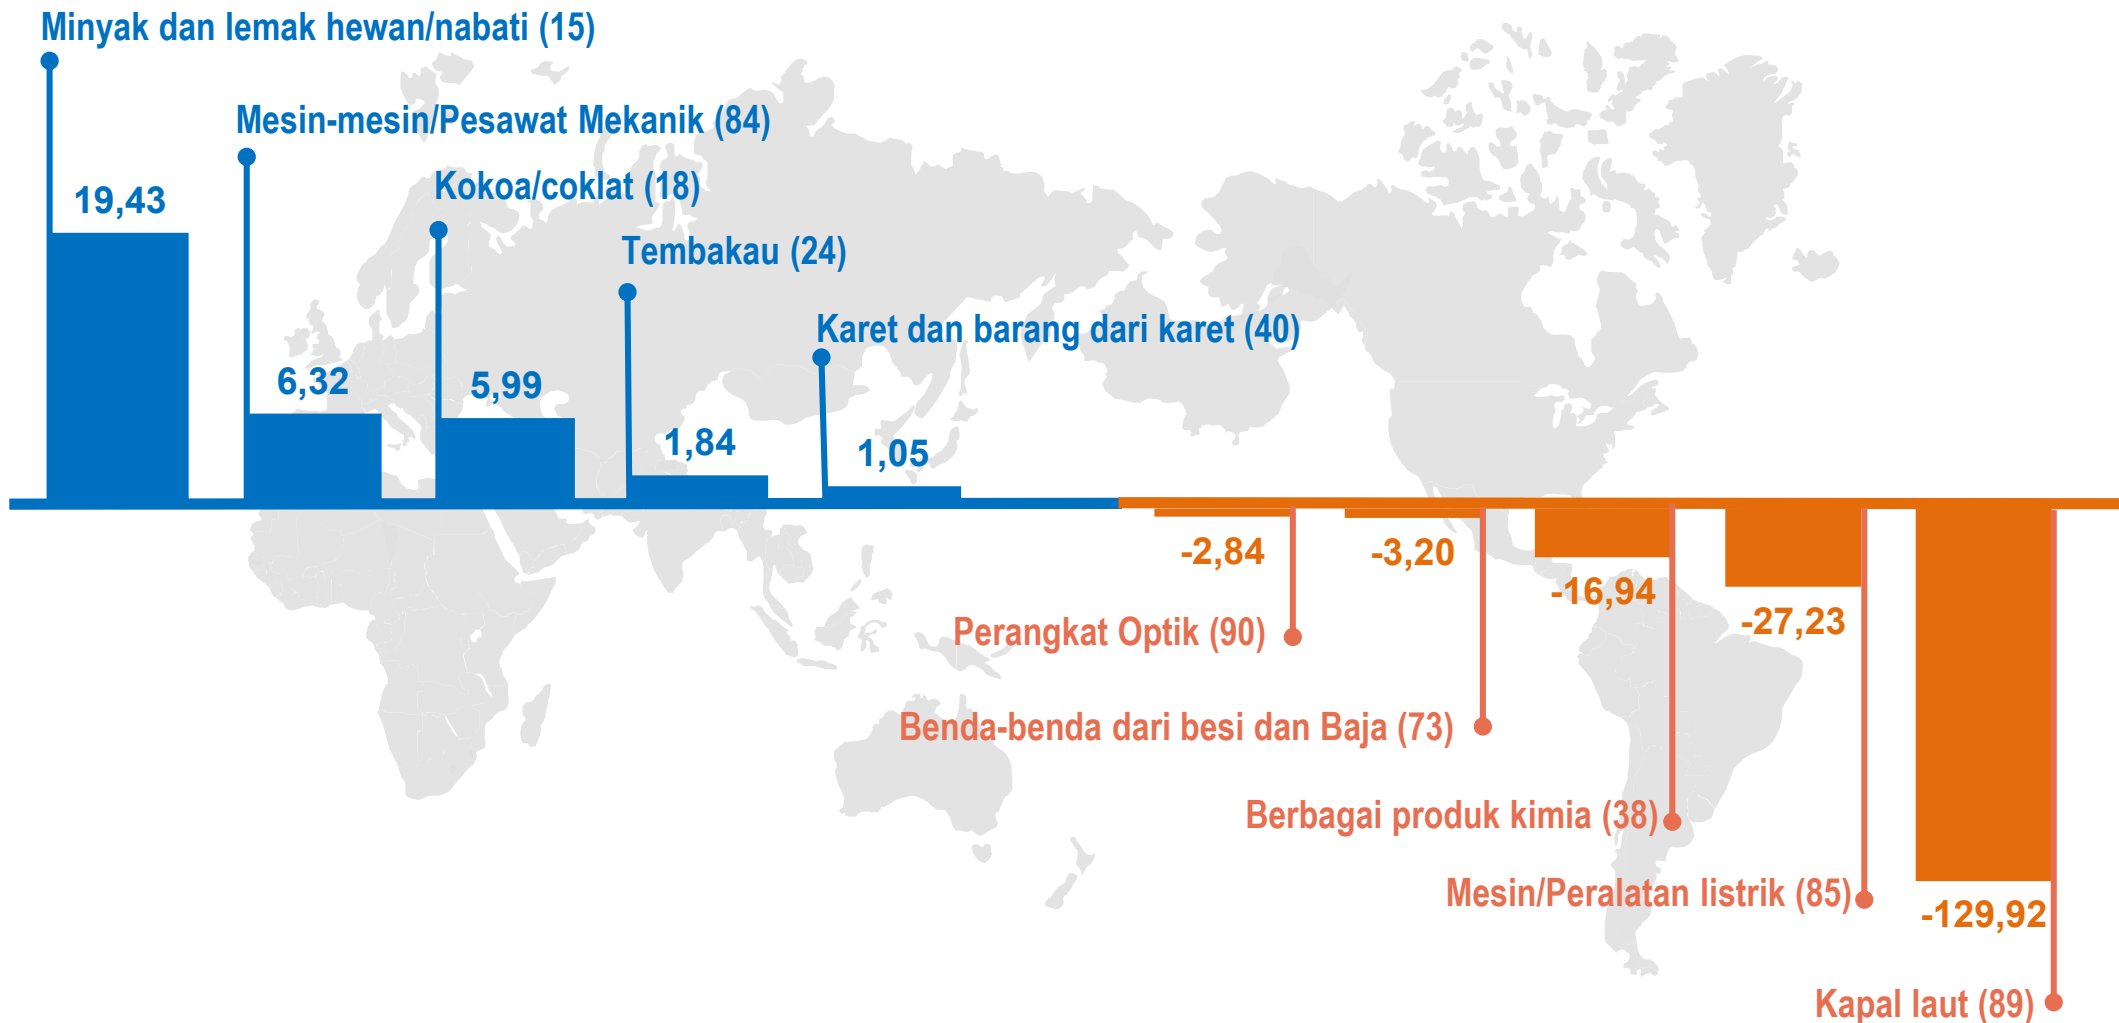 Minyak dan lemak hewan/nabati (15)
19,43
Mesin-mesin/Pesawat Mekanik (84)
6,32
Kokoa/coklat (18)
5,99
Tembakau (24)
1,84
Karet dan barang dari karet (40)
1,05
-2,84
Perangkat Optik (90)
-3,20
Benda-benda dari besi dan Baja (73)
-16,94
Berbagai produk kimia (38)
-27,23
Mesin/Peralatan listrik (85)
-129,92
Kapal laut (89)